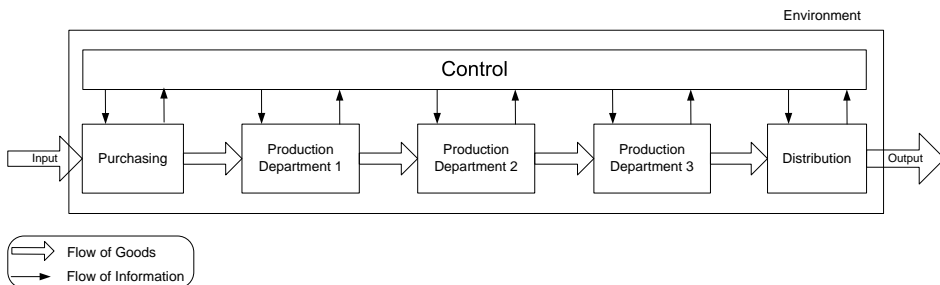 Environment
Control
Input
Purchasing
Production
Department 1
Production
Department 2
Production
Department 3
Distribution
Output
Flow of Goods
Flow of Information